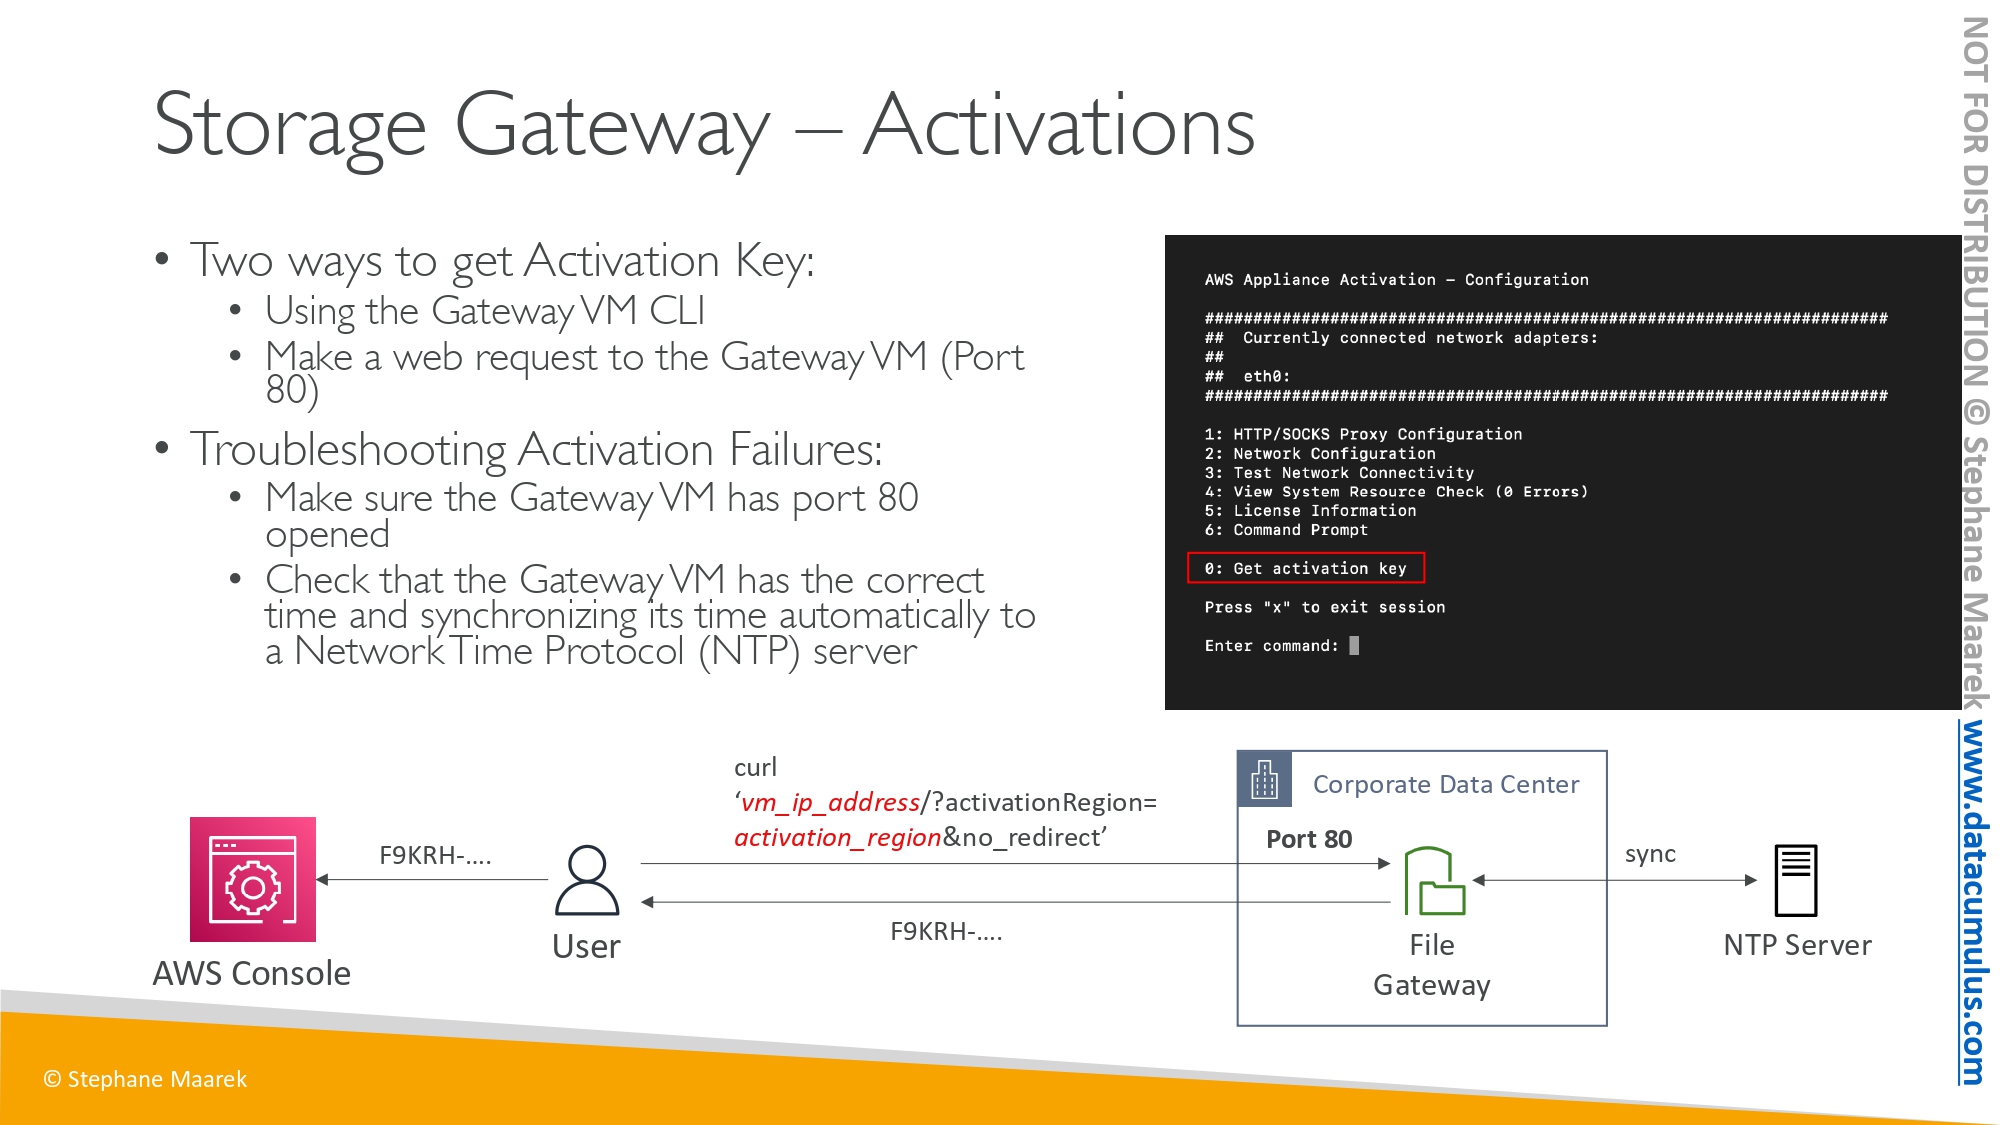 Storage Gateway – Activations
• Two ways to get Activation Key:
• Using the Gateway VM CLI
• Make a web request to the Gateway VM (Port
80)
• Troubleshooting Activation Failures:
• Make sure the Gateway VM has port 80
opened
• Check that the Gateway VM has the correct
time and synchronizing its time automatically to
a Network Time Protocol (NTP) server
AWS Appliance Activation – Configuration
#######################################################################
## Currently connected network adapters:
##
## eth0:
#######################################################################
1: HTTP/SOCKS Proxy Configuration
2: Network Configuration
3: Test Network Connectivity
4: View System Resource Check (0 Errors)
5: License Information
6: Command Prompt
0: Get activation key
Press "x" to exit session
Enter command:
curl
‘vm_ip_address/?activationRegion=
activation_region&no_redirect’
Corporate Data Center
Port 80
F9KRH-....
sync
F9KRH-....
AWS Console
User
File
Gateway
NTP Server
© Stephane Maarek
NOT FOR DISTRIBUTION © Stephane Maarek www.datacumulus.com